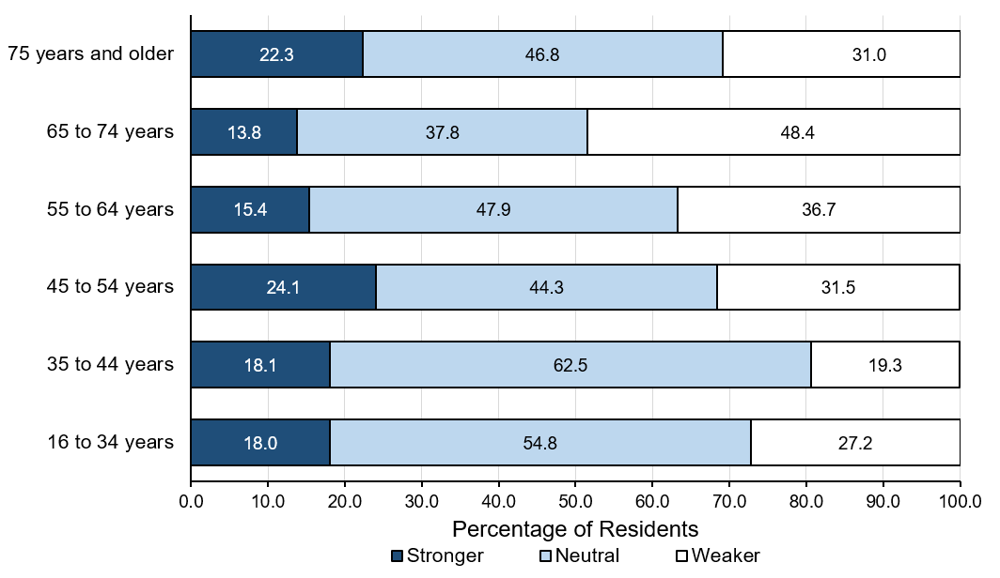 75 years and older 22.3 46.8 31.0
65 to 74 years 13.8 37.8 48.4
55 to 64 years 15.4 47.9 36.7
45 to 54 years 24.1 44.3 31.5
35 to 44 years 18.1 62.5 19.3
16 to 34 years 18.0 54.8 27.2
0.0 10.0 20.0 30.0 40.0 50.0 60.0 70.0 80.0 90.0 100.0
Percentage of Residents
Stronger Neutral Weaker